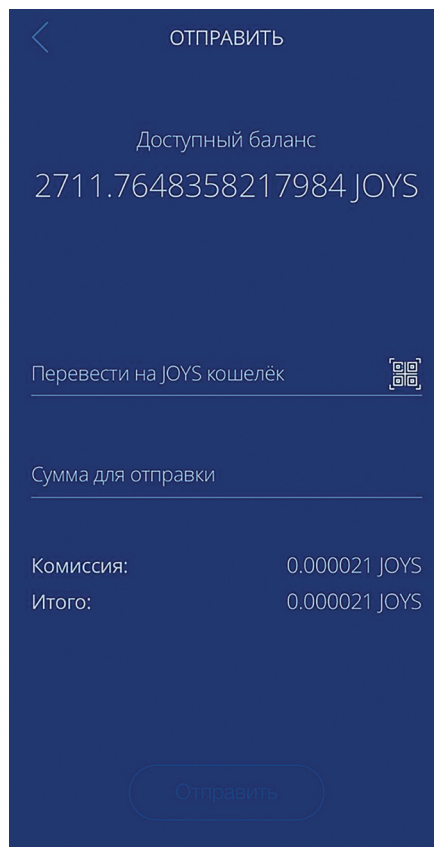 ОТПРАВИТЬ
Доступный баланс
2711.7648358217984 JOYS
Перевести на JOYS кошелёк
Сумма для отправки
Комиссия: 0.000021 JOYS
Итого: 0.000021 JOYS
Отправить